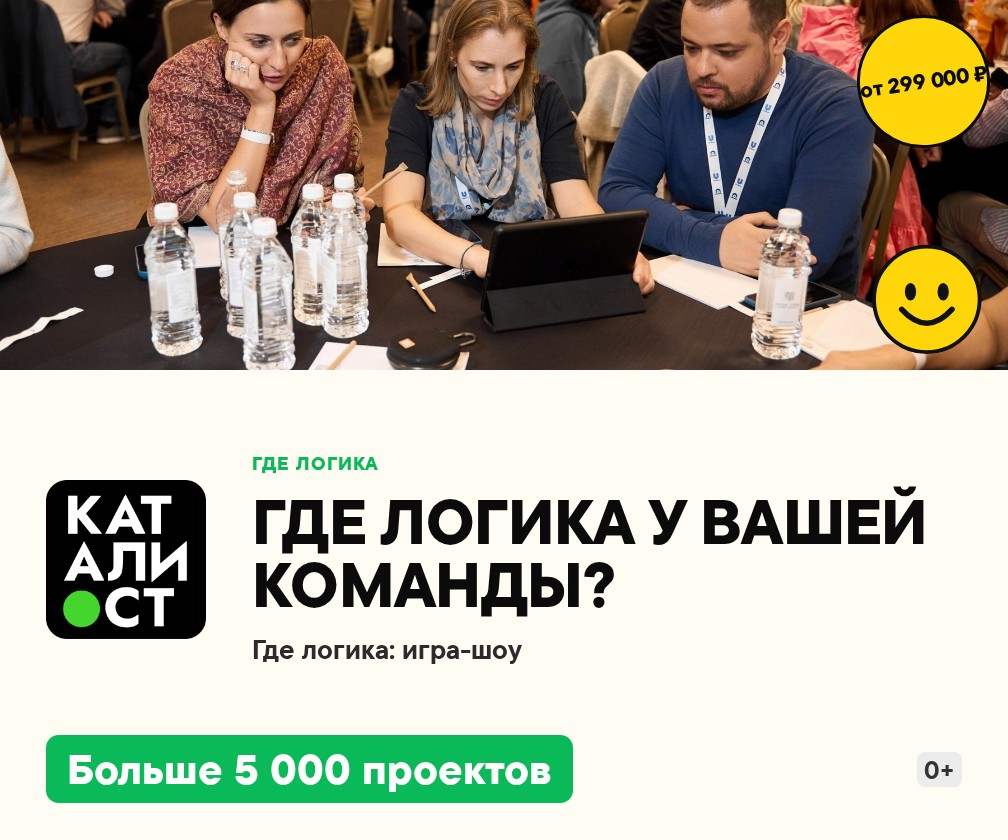 от 299 000 ₽
ГДЕ ЛОГИКА
КАТ
АЛИ
СТ
ГДЕ ЛОГИКА У ВАШЕЙ
КОМАНДЫ?
Где логика: игра-шоу
Больше 5 000 проектов
0+